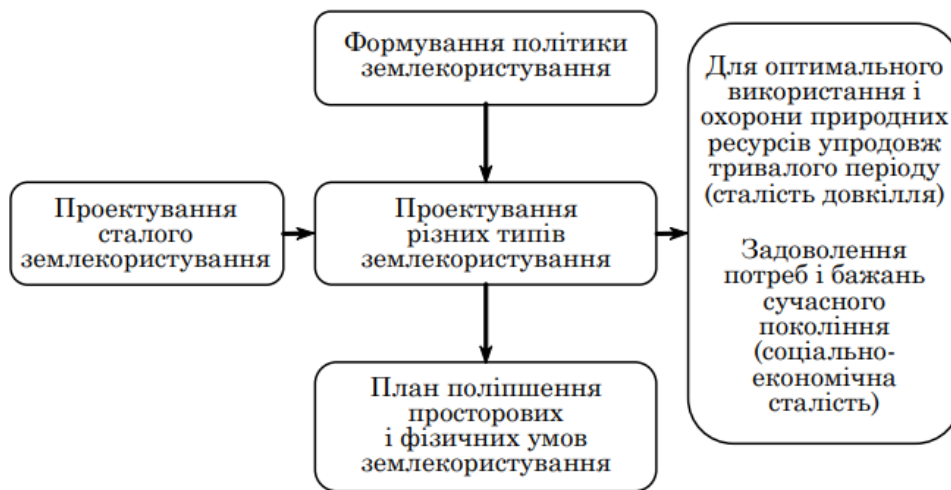 Формування політики
землекористування
Проектування
сталого
землекористування
Проектування
різних типів
землекористування
План поліпшення
просторових
і фізичних умов
землекористування
Для оптимального
використання і
охорони природних
ресурсів упродовж
тривалого періоду
(сталість довкілля)
Задоволення
потреб і бажань
сучасного
покоління
(соціально-
економічна
сталість)